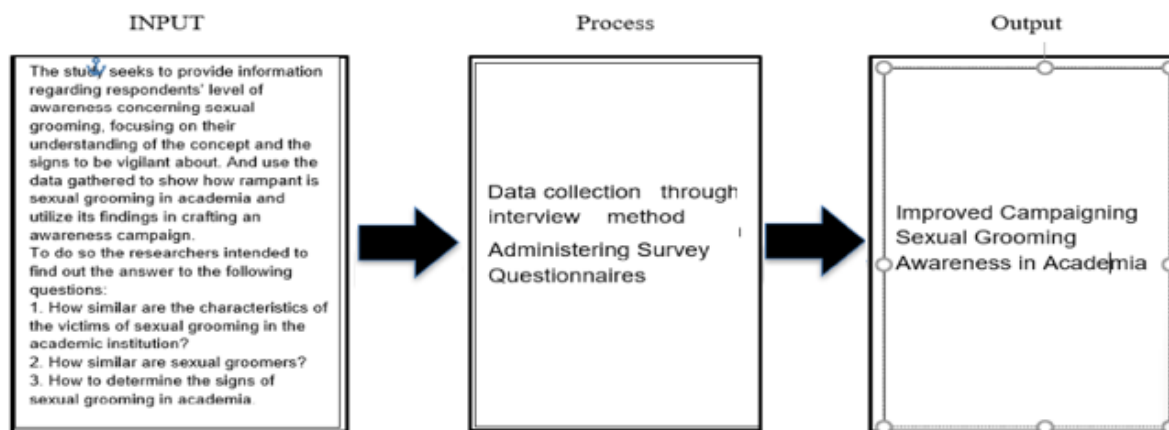 INPUT
The study seeks to provide information
regarding respondents' level of
awareness concerning sexual
grooming, focusing on their
understanding of the concept and the
signs to be vigilant about. And use the
data gathered to show how rampant is
sexual grooming in academia and
utilize its findings in crafting an
awareness campaign.
To do so the researchers intended to
find out the answer to the following
questions:
1. How similar are the characteristics of
the victims of sexual grooming in the
academic institution?
2. How similar are sexual groomers?
3. How to determine the signs of
sexual grooming in academia.
Process
Data collection through
interview method
Administering Survey
Questionnaires
Output
Improved Campaigning
Sexual Grooming
Awareness in Academia